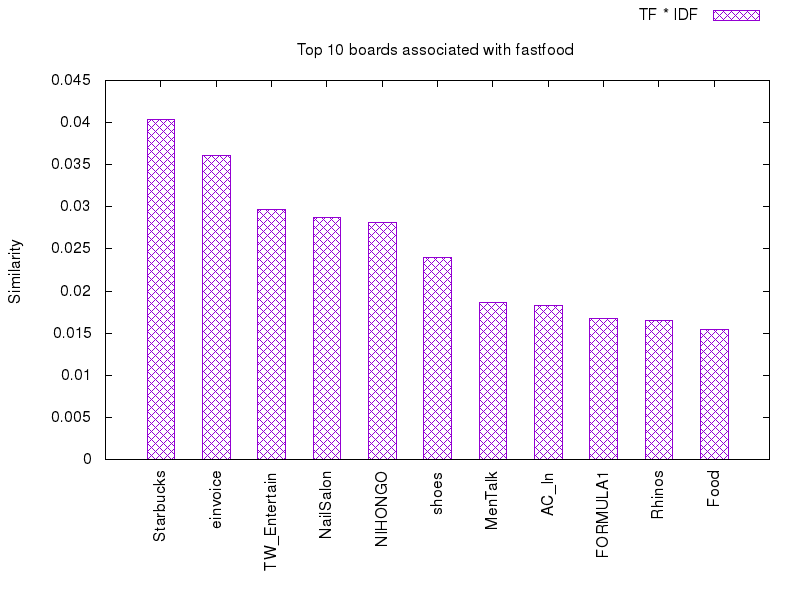 TF * IDF
Top 10 boards associated with fastfood
0.045
0.04
0.035
0.03
0.025
0.02
0.015
0.01
0.005
0
Similarity
Starbucks
einvoice
TW_Entertain
NailSalon
NIHONGO
shoes
MenTalk
AC_In
FORMULA1
Rhinos
Food